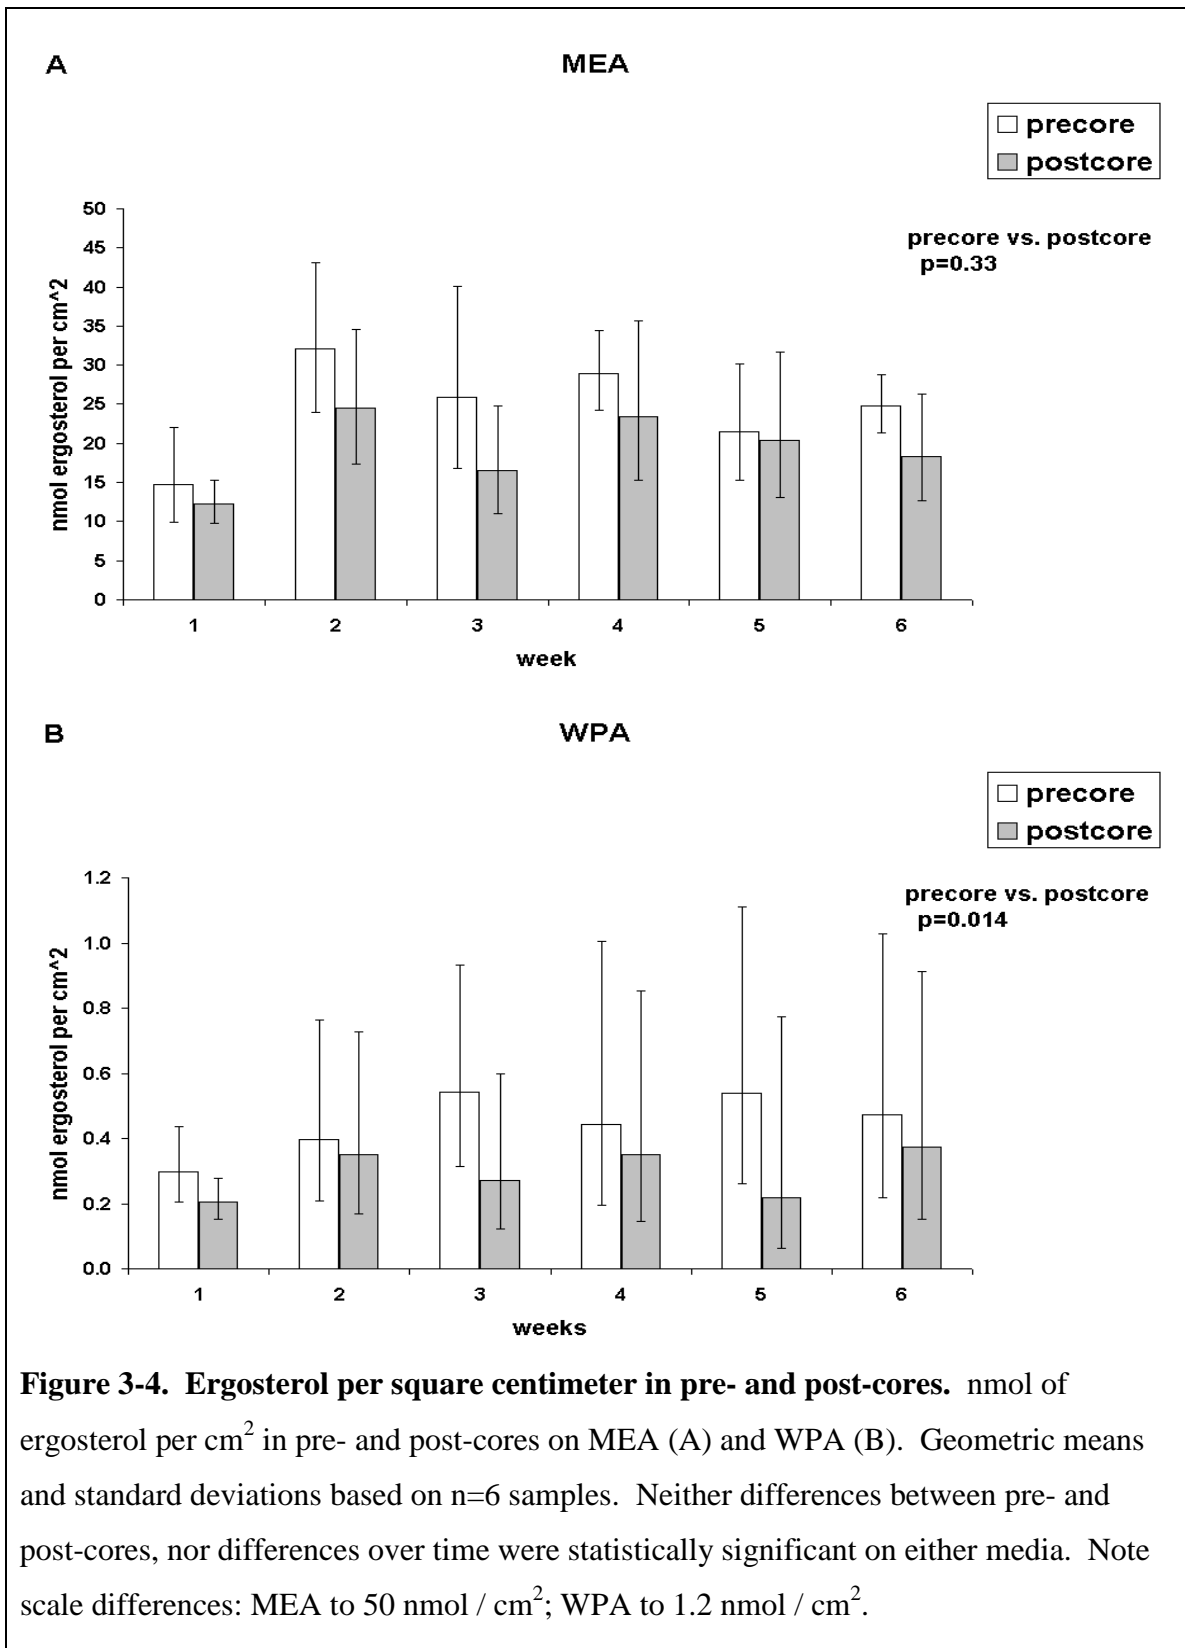 A
MEA
precore
postcore
50
45
40
35
30
25
20
15
10
5
0
nmol ergosterol per cm^2
precore vs. postcore
p=0.33
1 2 3 4 5 6
week
B
WPA
precore
postcore
1.2
1.0
0.8
0.6
0.4
0.2
0.0
nmol ergosterol per cm^2
precore vs. postcore
p=0.014
1 2 3 4 5 6
weeks
Figure 3-4. Ergosterol per square centimeter in pre- and post-cores. nmol of
ergosterol per cm² in pre- and post-cores on MEA (A) and WPA (B). Geometric means
and standard deviations based on n=6 samples. Neither differences between pre- and
post-cores, nor differences over time were statistically significant on either media. Note
scale differences: MEA to 50 nmol / cm²; WPA to 1.2 nmol / cm².